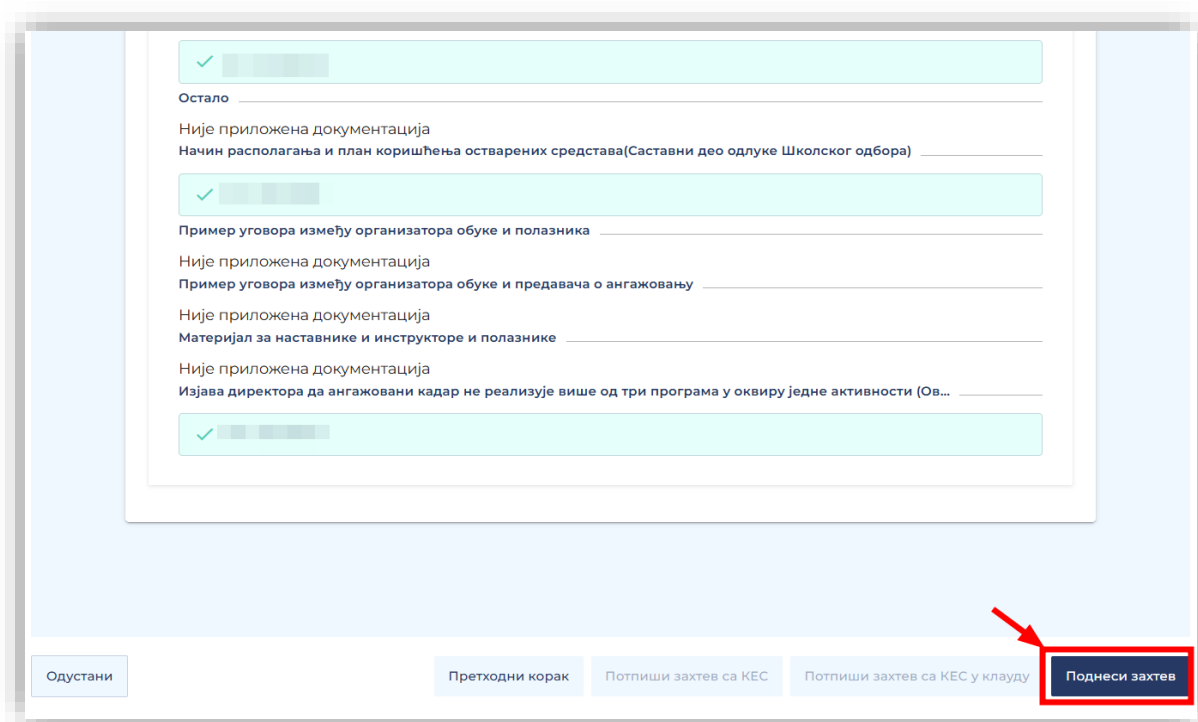 Остало
Није приложена документација
Начин располагања и план коришћења остварених средстава(Саставни део одлуке Школског одбора)
Пример уговора између организатора обуке и полазника
Није приложена документација
Пример уговора између организатора обуке и предавача о ангажовању
Није приложена документација
Материјал за наставнике и инструкторе и полазнике
Није приложена документација
Изјава директора да ангажовани кадар не реализује више од три програма у оквиру једне активности (Ов...
Одустани
Претходни корак
Потпиши захтев са КЕС
Потпиши захтев са КЕС у клауду
Поднеси захтев